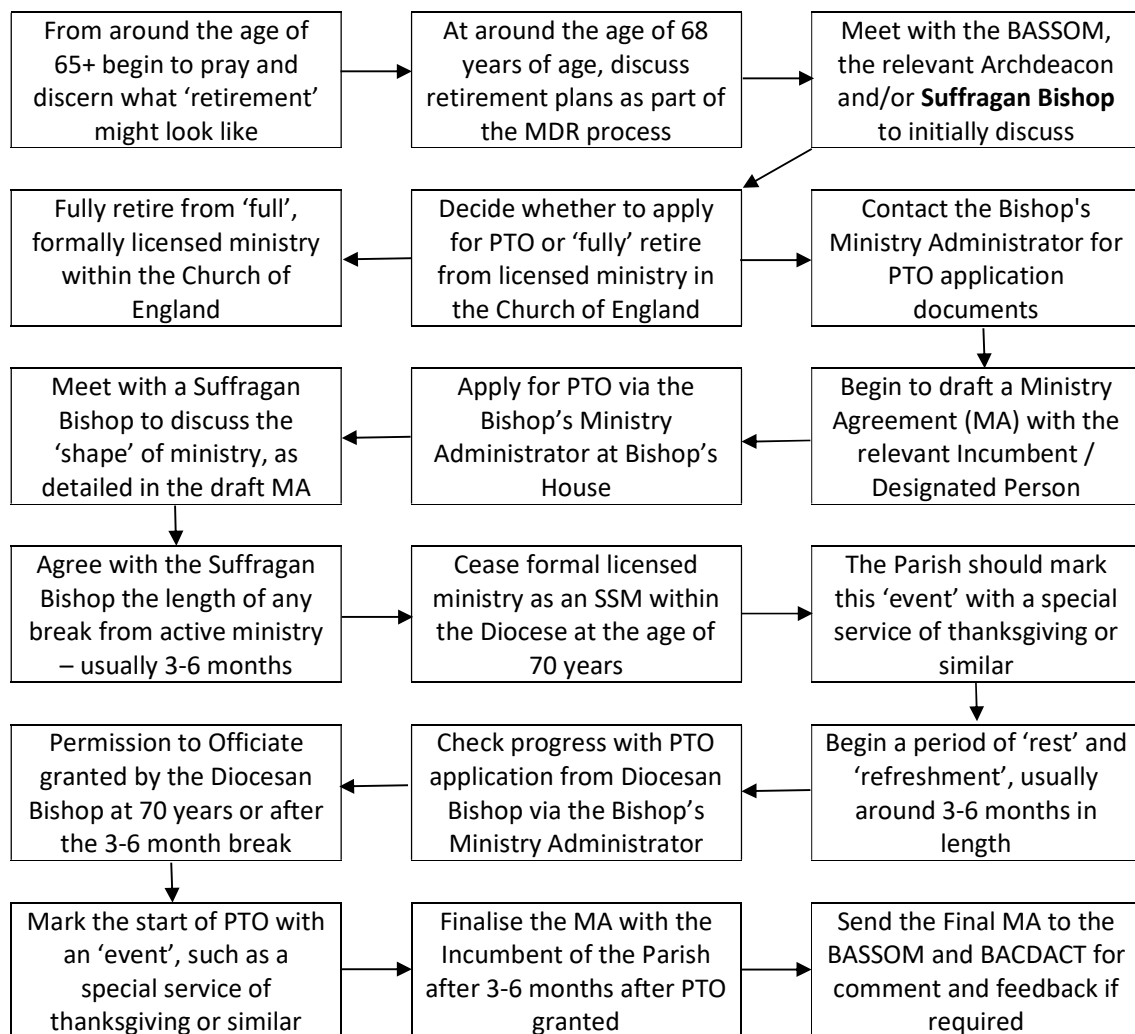 From around the age of
65+ begin to pray and
discern what ‘retirement’
might look like
At around the age of 68
years of age, discuss
retirement plans as part of
the MDR process
Meet with the BASSOM,
the relevant Archdeacon
and/or Suffragan Bishop
to initially discuss
Fully retire from ‘full’,
formally licensed ministry
within the Church of
England
Decide whether to apply
for PTO or ‘fully’ retire
from licensed ministry in
the Church of England
Contact the Bishop's
Ministry Administrator for
PTO application
documents
Meet with a Suffragan
Bishop to discuss the
‘shape’ of ministry, as
detailed in the draft MA
Apply for PTO via the
Bishop’s Ministry
Administrator at Bishop’s
House
Begin to draft a Ministry
Agreement (MA) with the
relevant Incumbent /
Designated Person
Agree with the Suffragan
Bishop the length of any
break from active ministry
– usually 3-6 months
Cease formal licensed
ministry as an SSM within
the Diocese at the age of
70 years
The Parish should mark
this ‘event’ with a special
service of thanksgiving or
similar
Permission to Officiate
granted by the Diocesan
Bishop at 70 years or after
the 3-6 month break
Check progress with PTO
application from Diocesan
Bishop via the Bishop’s
Ministry Administrator
Begin a period of ‘rest’ and
‘refreshment’, usually
around 3-6 months in
length
Mark the start of PTO with
an ‘event’, such as a
special service of
thanksgiving or similar
Finalise the MA with the
Incumbent of the Parish
after 3-6 months after PTO
granted
Send the Final MA to the
BASSOM and BACDACT for
comment and feedback if
required